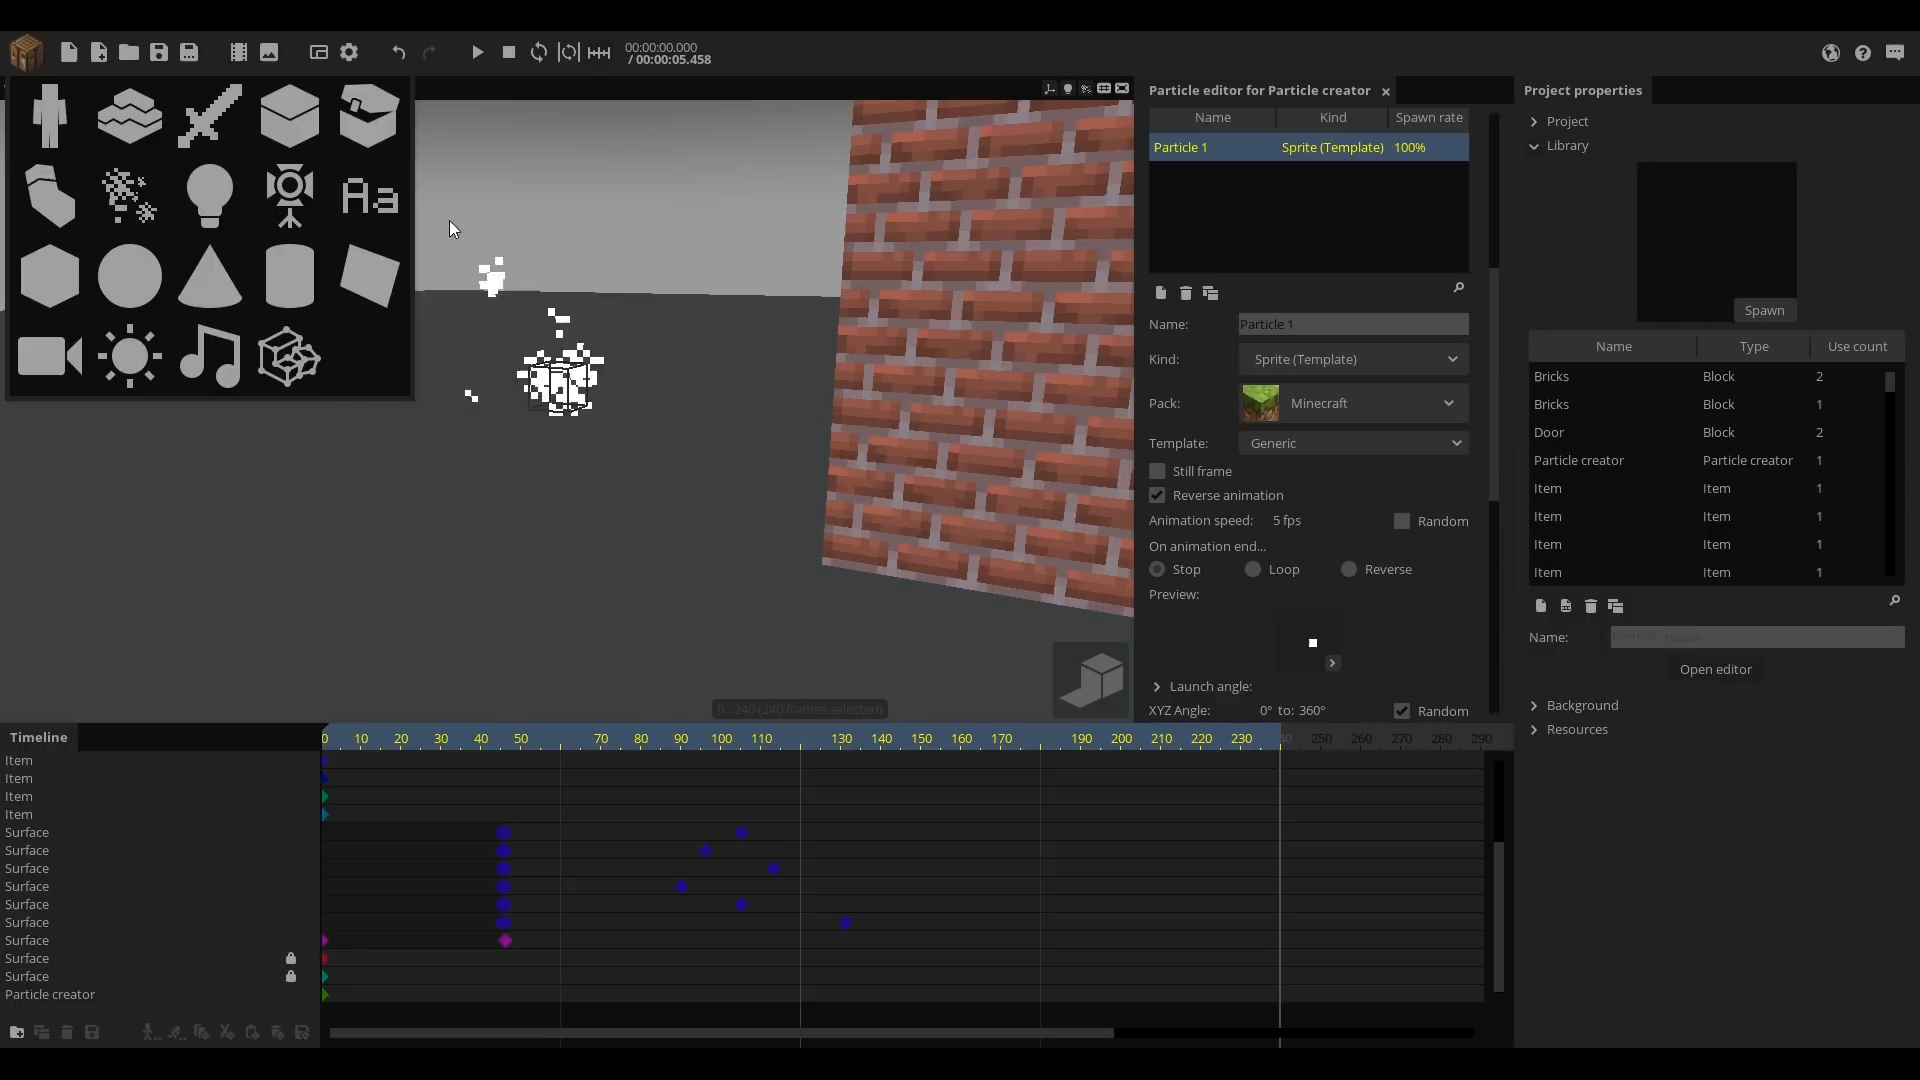 00:00:00.000
/ 00:00:05.458
Particle editor for Particle creator
Name Kind Spawn rate
Particle 1 Sprite (Template) 100%
Name: Particle 1
Kind: Sprite (Template)
Pack: Minecraft
Template: Generic
Still frame
Reverse animation
Animation speed: 5 fps Random
On animation end...
Stop Loop Reverse
Preview:
Launch angle:
XYZ Angle: 0° to: 360° Random
Project properties
Project
Library
Spawn
Name Type Use count
Bricks Block 2
Bricks Block 1
Door Block 2
Particle creator Particle creator 1
Item Item 1
Item Item 1
Item Item 1
Item Item 1
Name:
Open editor
Background
Resources
Aa
0 - 240 (240 frames selected)
Timeline
0 10 20 30 40 50 70 80 90 100 110 130 140 150 160 170 190 200 210 220 230 40 250 260 270 280 290
Item
Item
Item
Item
Surface
Surface
Surface
Surface
Surface
Surface
Surface
Surface
Surface
Particle creator